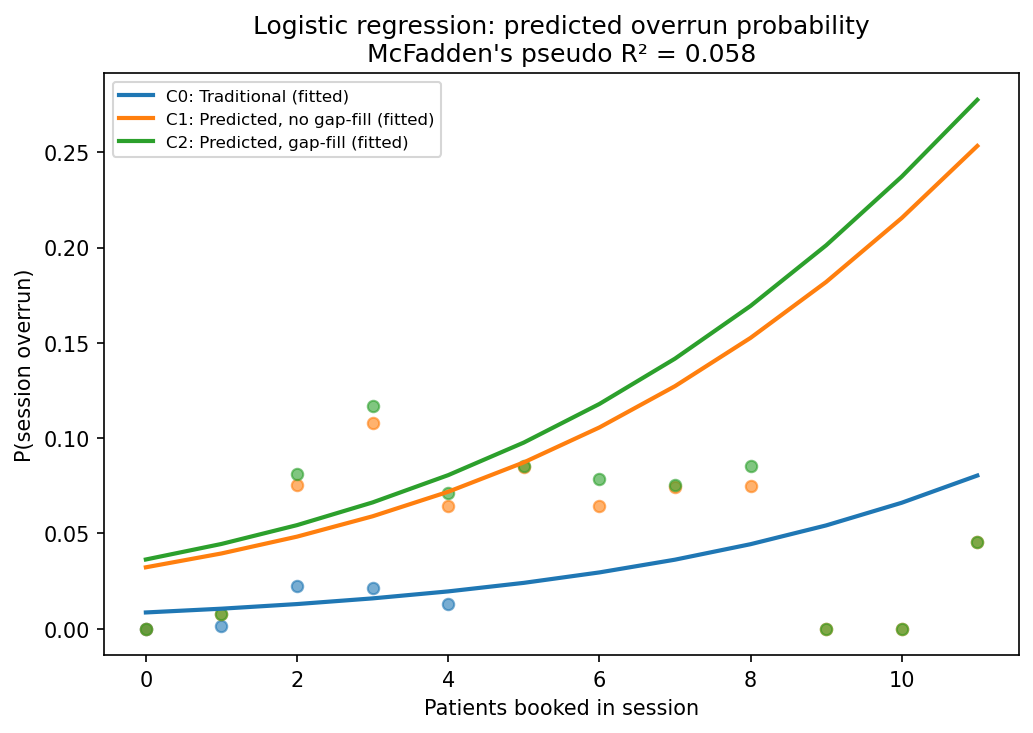 Logistic regression: predicted overrun probability
McFadden's pseudo R² = 0.058
C0: Traditional (fitted)
C1: Predicted, no gap-fill (fitted)
C2: Predicted, gap-fill (fitted)
P(session overrun)
0.25
0.20
0.15
0.10
0.05
0.00
0 2 4 6 8 10
Patients booked in session